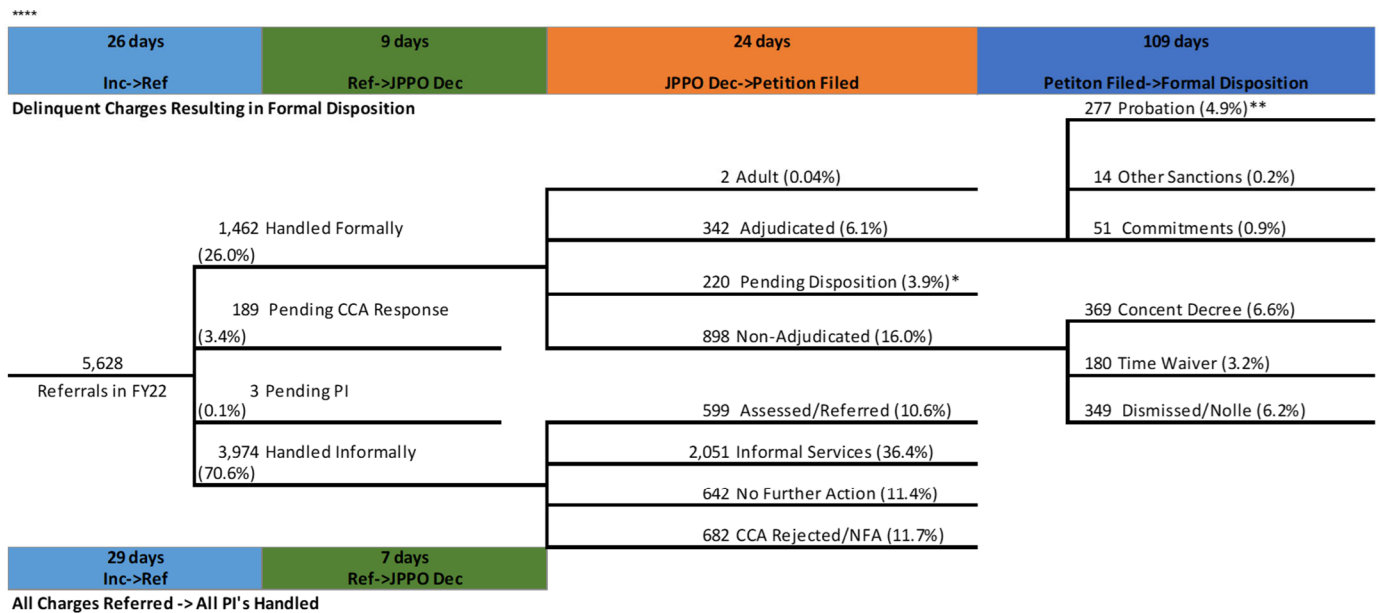 ****
26 days
Inc->Ref
9 days
Ref->JPPO Dec
24 days
JPPO Dec->Petition Filed
109 days
Petiton Filed->Formal Disposition
Delinquent Charges Resulting in Formal Disposition
277 Probation (4.9%)**
2 Adult (0.04%)
14 Other Sanctions (0.2%)
1,462 Handled Formally
(26.0%)
342 Adjudicated (6.1%)
51 Commitments (0.9%)
220 Pending Disposition (3.9%)*
189 Pending CCA Response
(3.4%)
369 Concent Decree (6.6%)
898 Non-Adjudicated (16.0%)
5,628
Referrals in FY22
180 Time Waiver (3.2%)
3 Pending PI
(0.1%)
599 Assessed/Referred (10.6%)
349 Dismissed/Nolle (6.2%)
3,974 Handled Informally
(70.6%)
2,051 Informal Services (36.4%)
642 No Further Action (11.4%)
682 CCA Rejected/NFA (11.7%)
29 days
Inc->Ref
7 days
Ref->JPPO Dec
All Charges Referred -> All PI's Handled